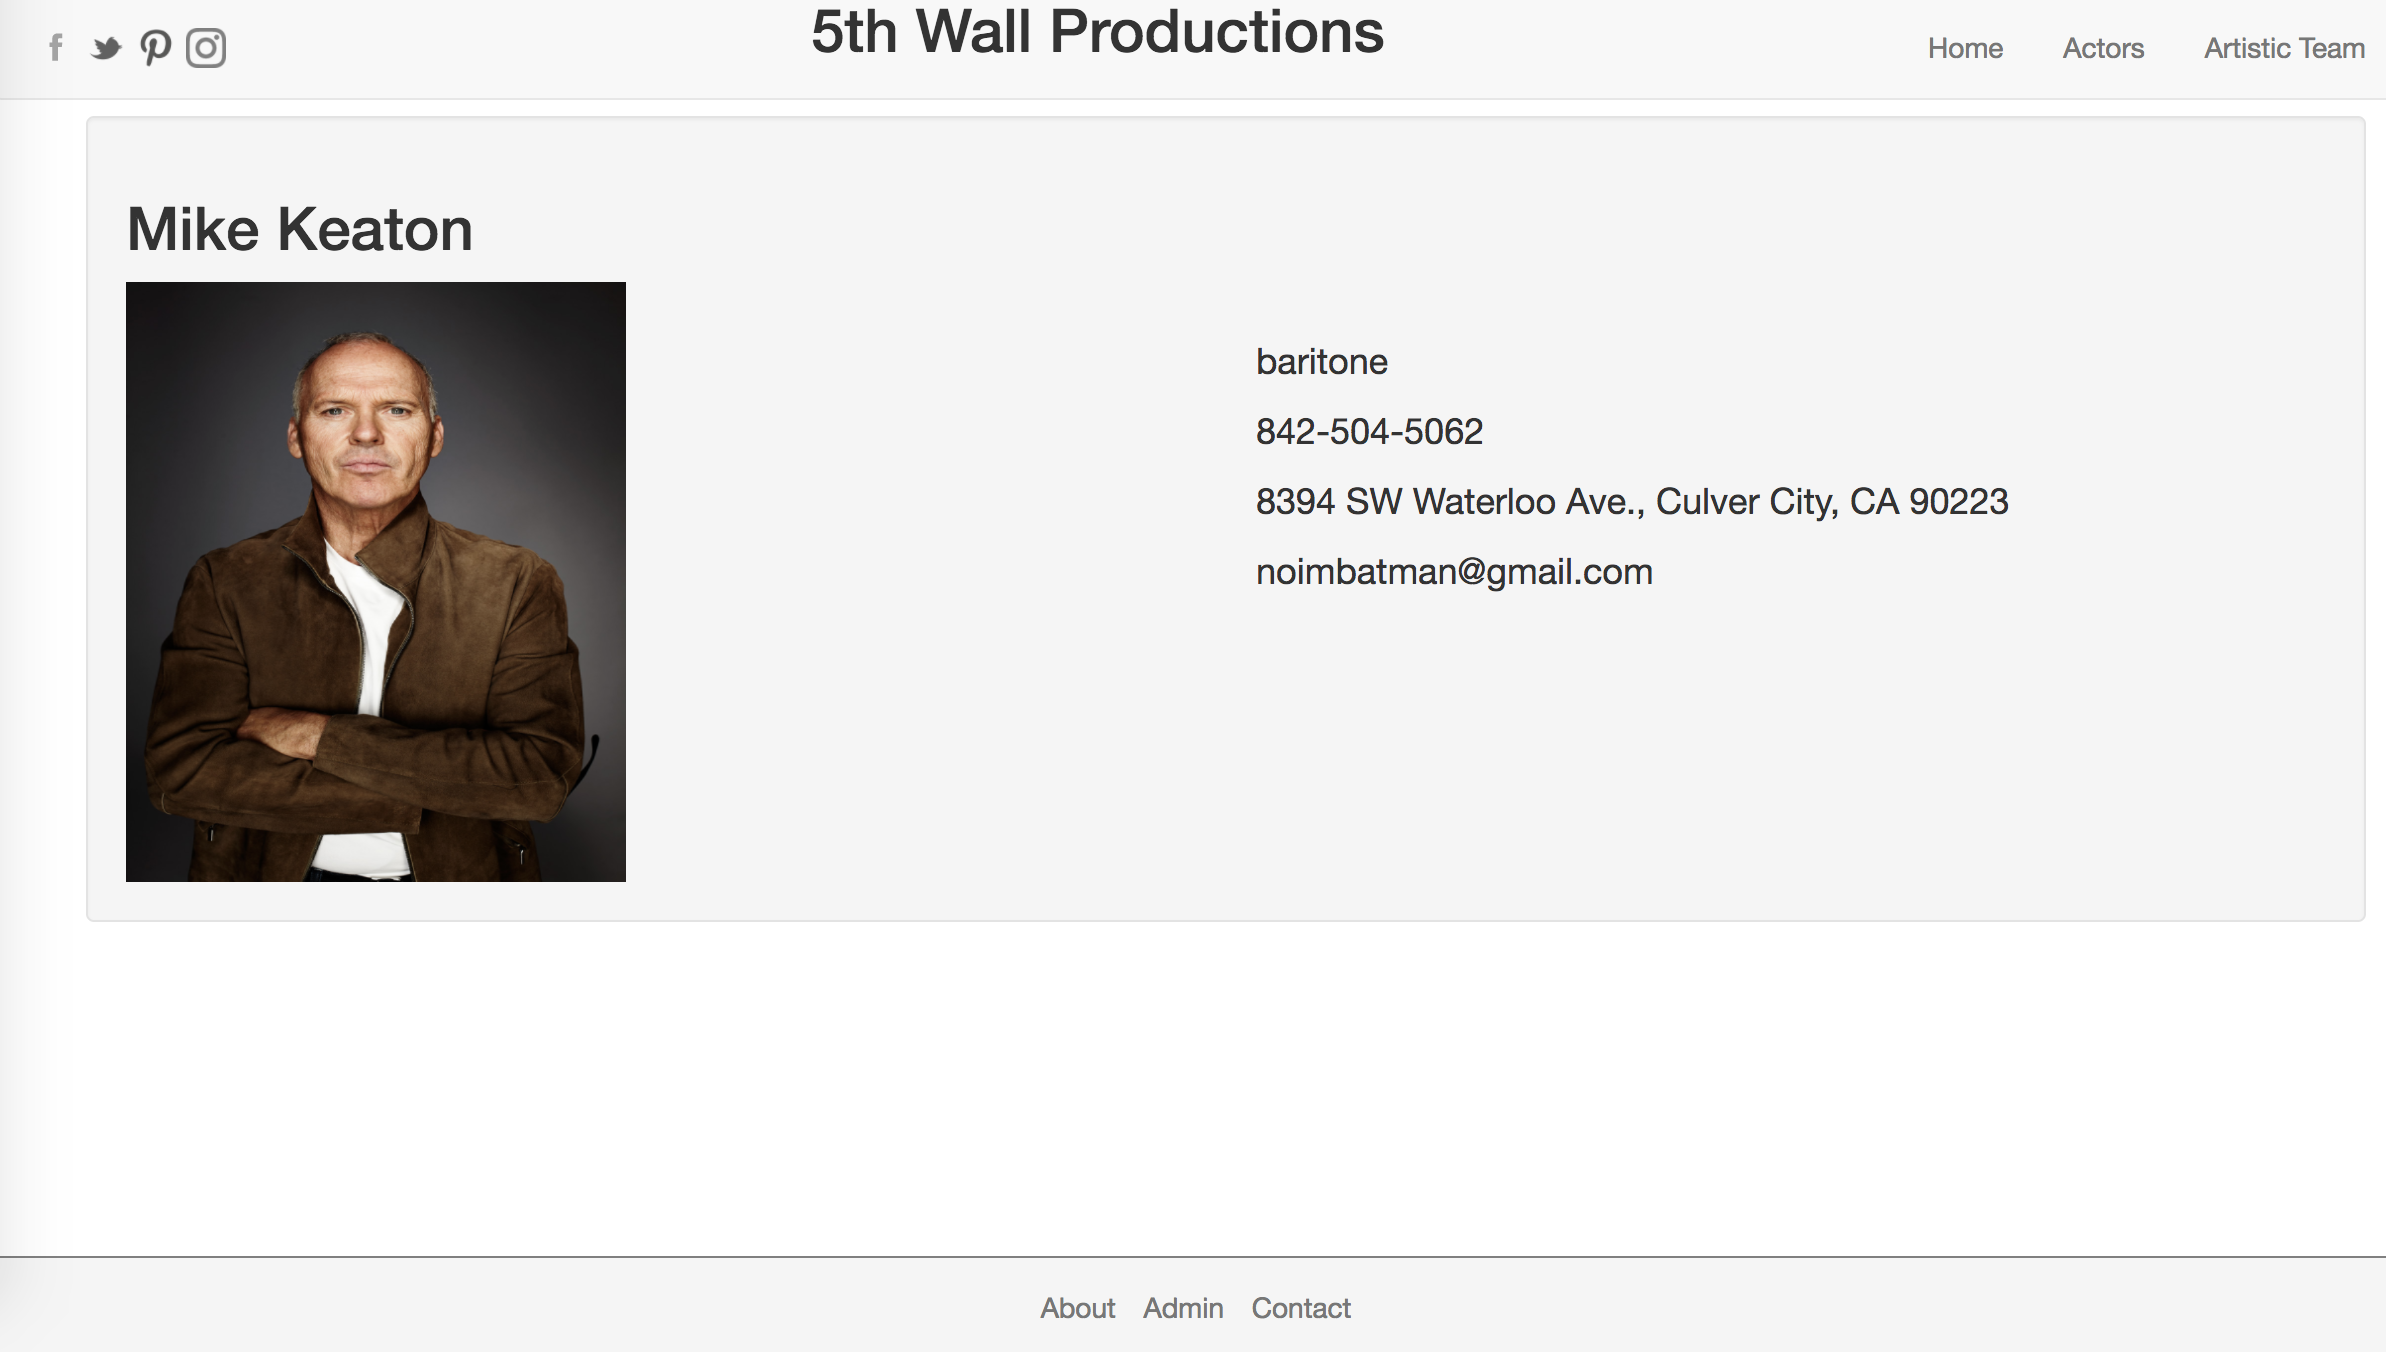 5th Wall Productions
Home Actors Artistic Team
Mike Keaton
baritone
842-504-5062
8394 SW Waterloo Ave., Culver City, CA 90223
noimbatman@gmail.com
About Admin Contact